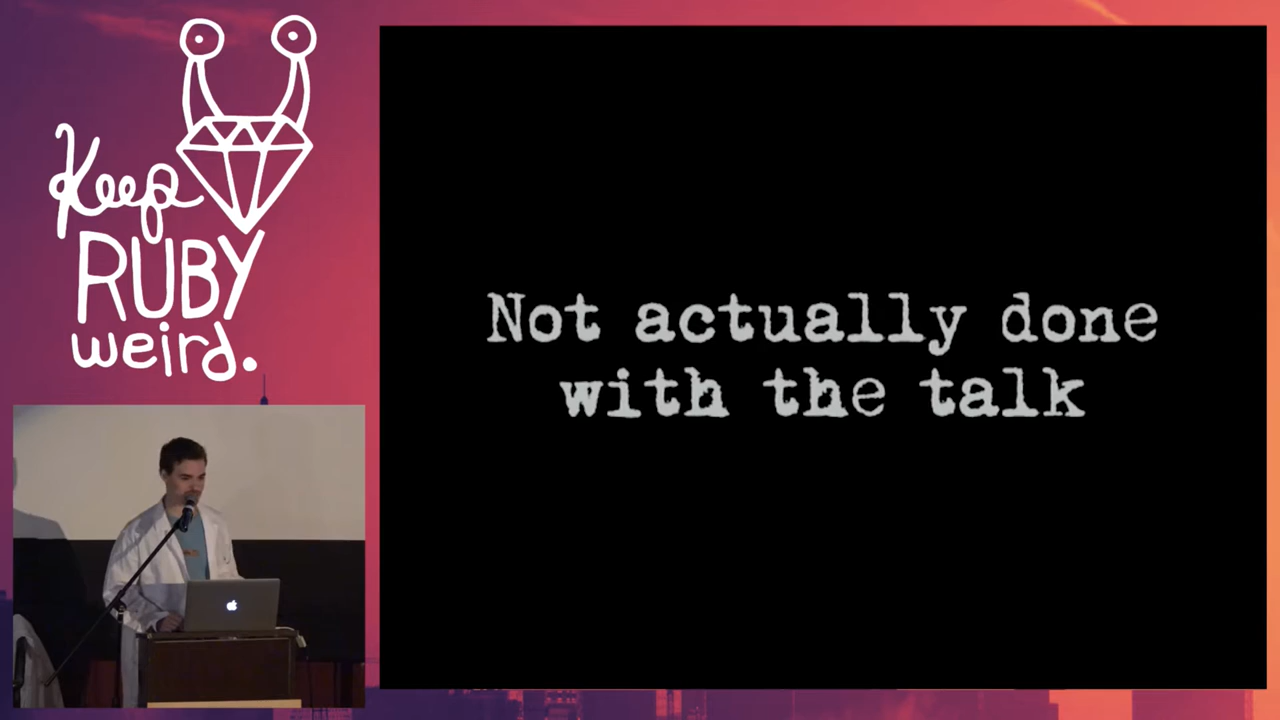 Keep
RUBY
weird.
Not actually done
with the talk